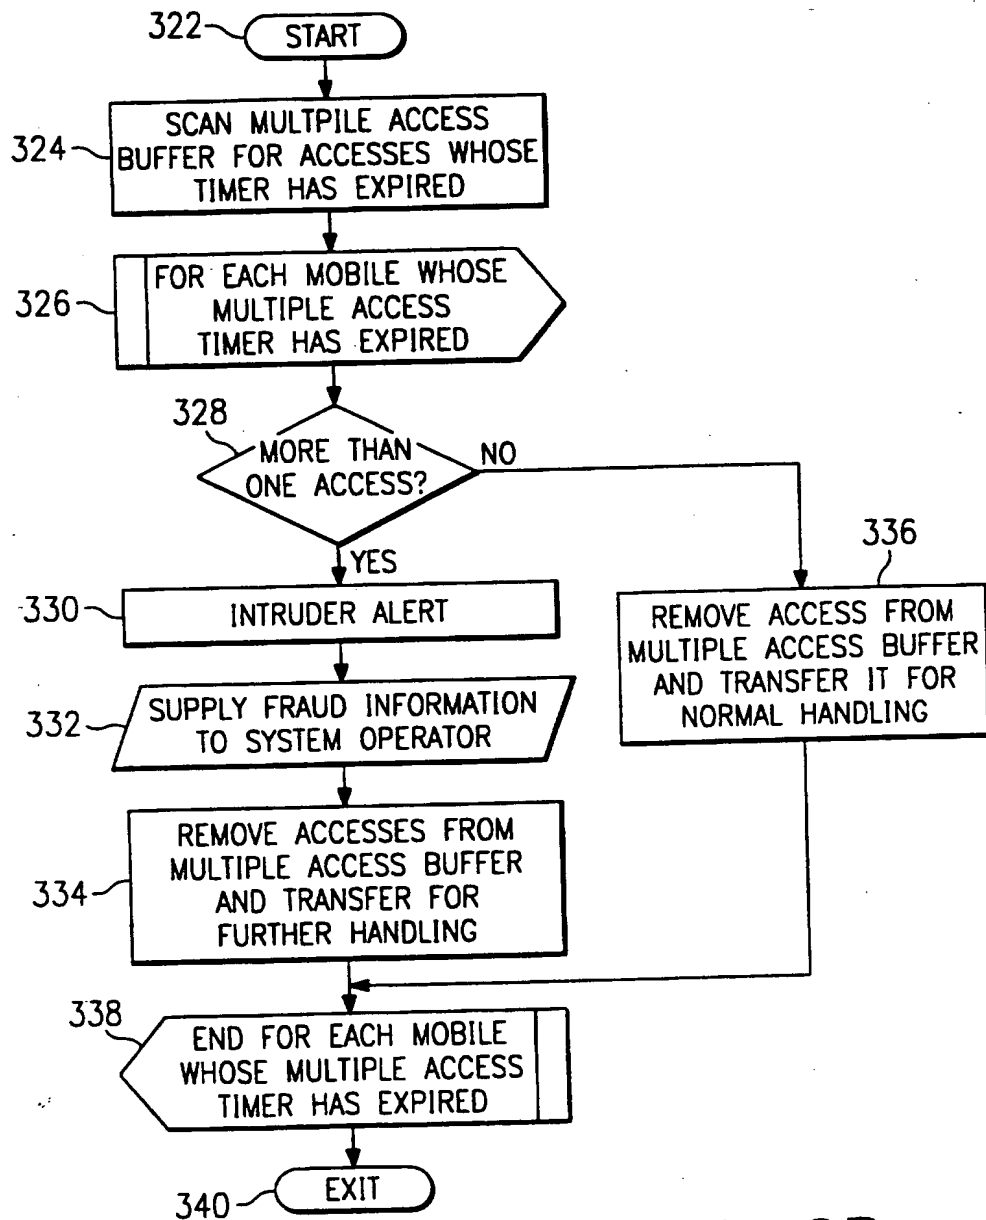 322
START
324
SCAN MULTPILE ACCESS
BUFFER FOR ACCESSES WHOSE
TIMER HAS EXPIRED
326
FOR EACH MOBILE WHOSE
MULTIPLE ACCESS
TIMER HAS EXPIRED
328
MORE THAN
ONE ACCESS?
NO
YES
336
330
INTRUDER ALERT
REMOVE ACCESS FROM
MULTIPLE ACCESS BUFFER
AND TRANSFER IT FOR
NORMAL HANDLING
332
SUPPLY FRAUD INFORMATION
TO SYSTEM OPERATOR
334
REMOVE ACCESSES FROM
MULTIPLE ACCESS BUFFER
AND TRANSFER FOR
FURTHER HANDLING
338
END FOR EACH MOBILE
WHOSE MULTIPLE ACCESS
TIMER HAS EXPIRED
340
EXIT